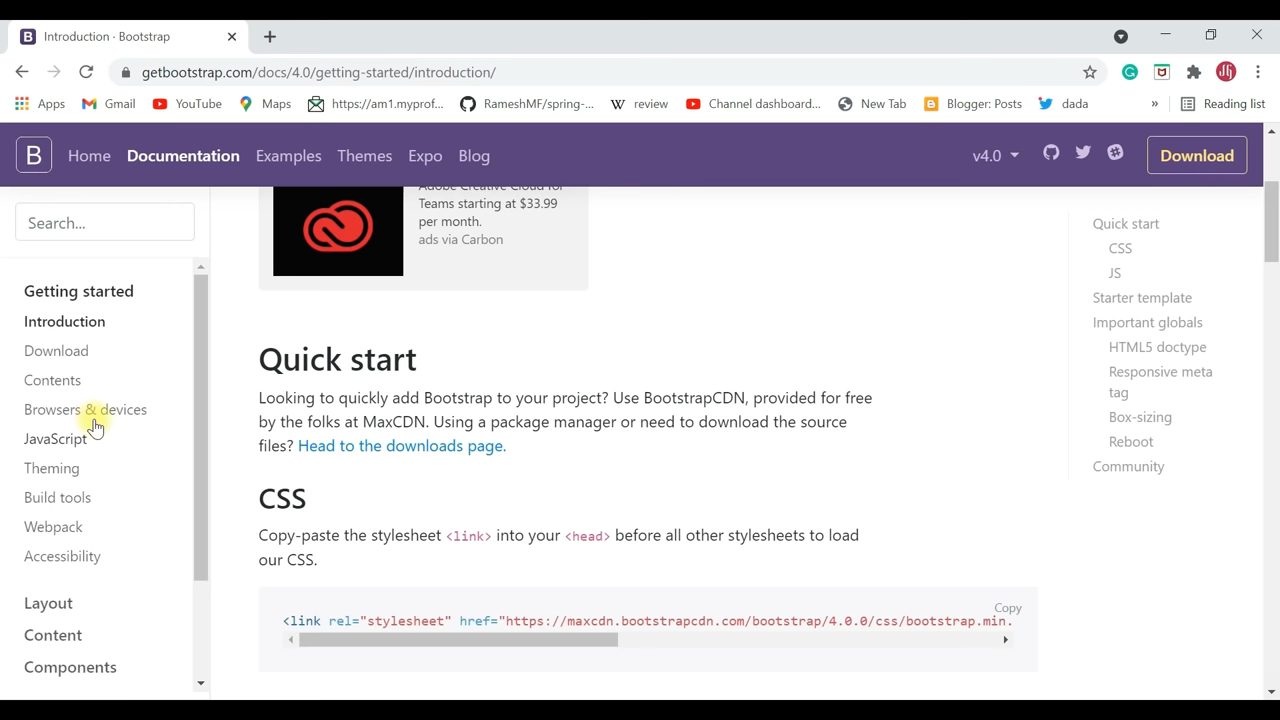 Introduction · Bootstrap
getbootstrap.com/docs/4.0/getting-started/introduction/
Apps Gmail YouTube Maps https://am1.myprof... RameshMF/spring-... review Channel dashboard... New Tab Blogger: Posts dada » Reading list
B Home Documentation Examples Themes Expo Blog v4.0 Download
Search...
Getting started
Introduction
Download
Contents
Browsers & devices
JavaScript
Theming
Build tools
Webpack
Accessibility
Layout
Content
Components
Adobe Creative Cloud for
Teams starting at $33.99
per month.
ads via Carbon
Quick start
Looking to quickly add Bootstrap to your project? Use BootstrapCDN, provided for free
by the folks at MaxCDN. Using a package manager or need to download the source
files? Head to the downloads page.
CSS
Copy-paste the stylesheet <link> into your <head> before all other stylesheets to load
our CSS.
Copy
<link rel="stylesheet" href="https://maxcdn.bootstrapcdn.com/bootstrap/4.0.0/css/bootstrap.min.
Quick start
CSS
JS
Starter template
Important globals
HTML5 doctype
Responsive meta
tag
Box-sizing
Reboot
Community